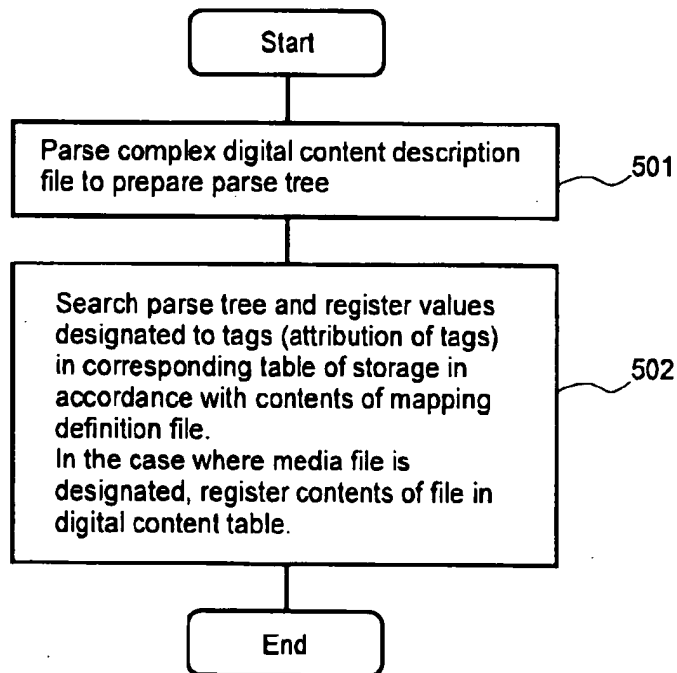 Start
Parse complex digital content description
file to prepare parse tree
501
Search parse tree and register values
designated to tags (attribution of tags)
in corresponding table of storage in
accordance with contents of mapping
definition file.
In the case where media file is
designated, register contents of file in
digital content table.
502
End